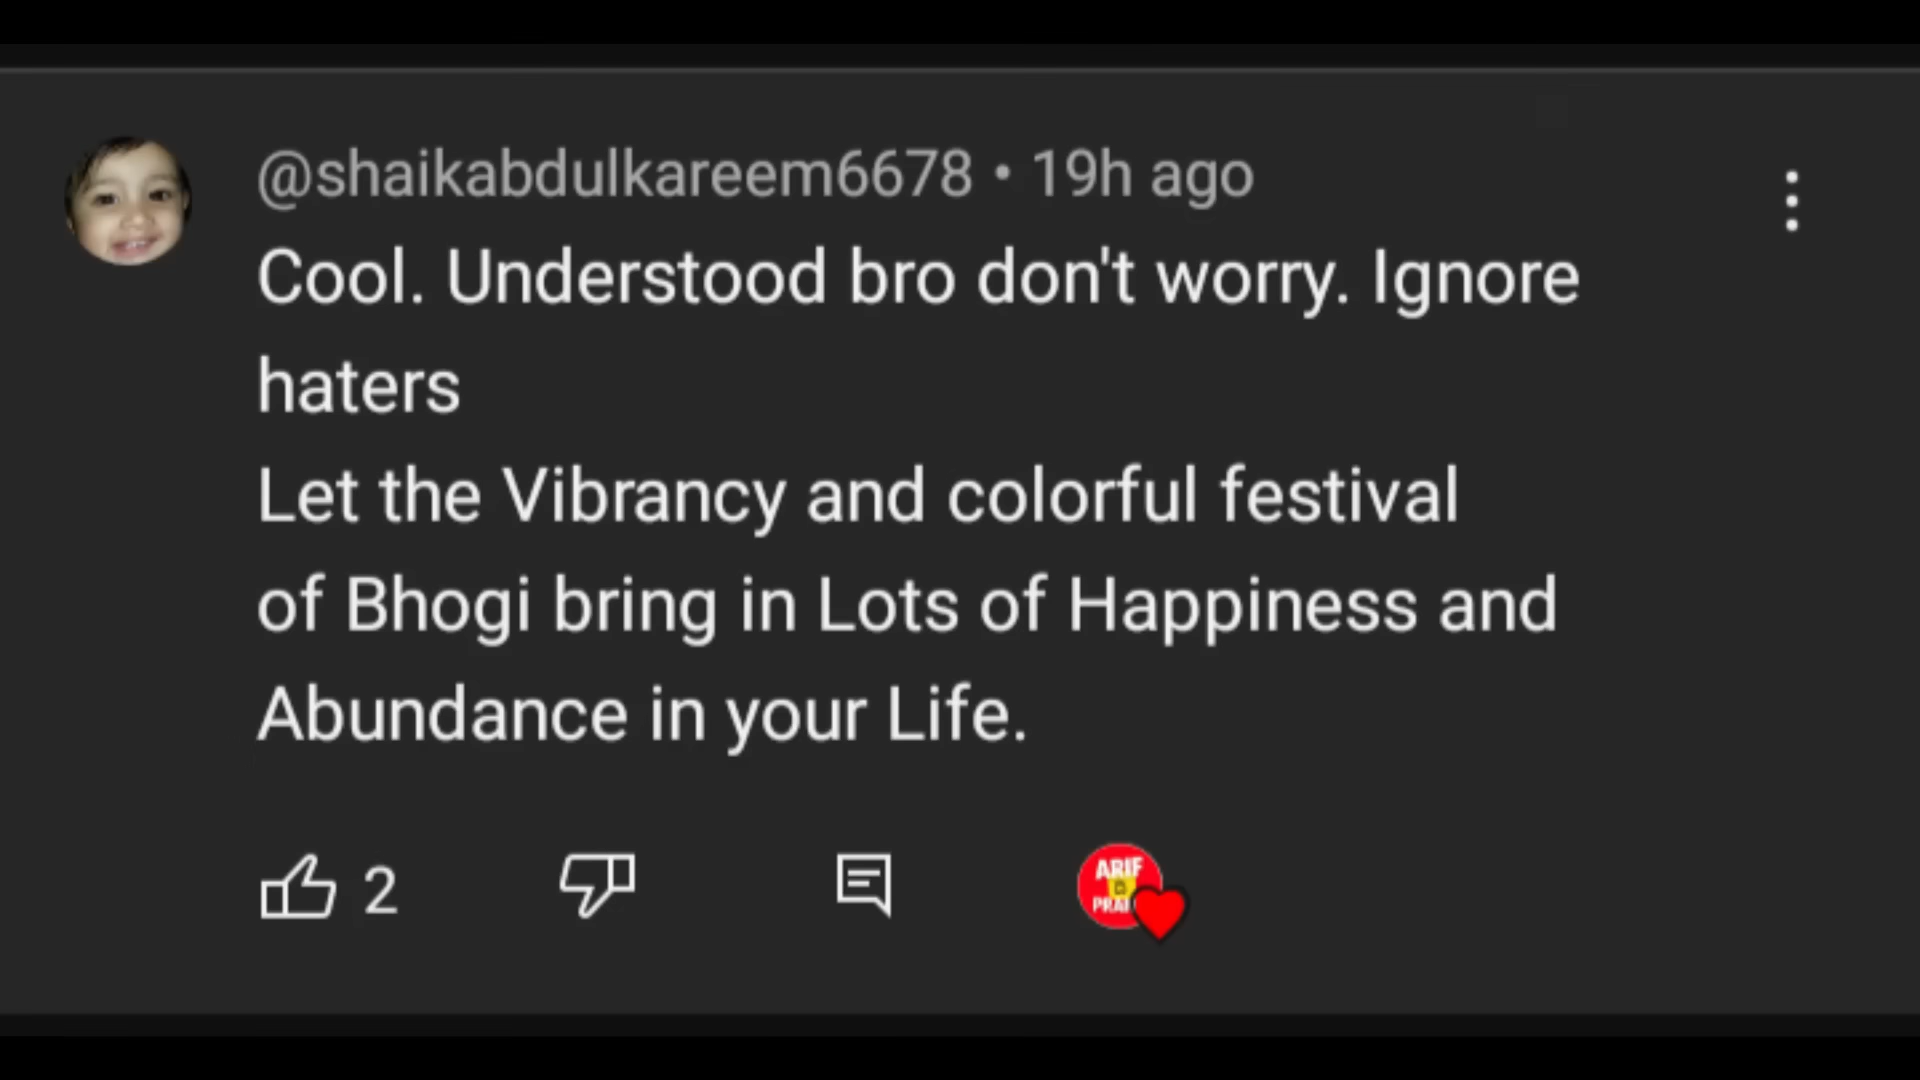 @shaikabdulkareem6678 • 19h ago
Cool. Understood bro don't worry. Ignore
haters
Let the Vibrancy and colorful festival
of Bhogi bring in Lots of Happiness and
Abundance in your Life.
2
ARIF